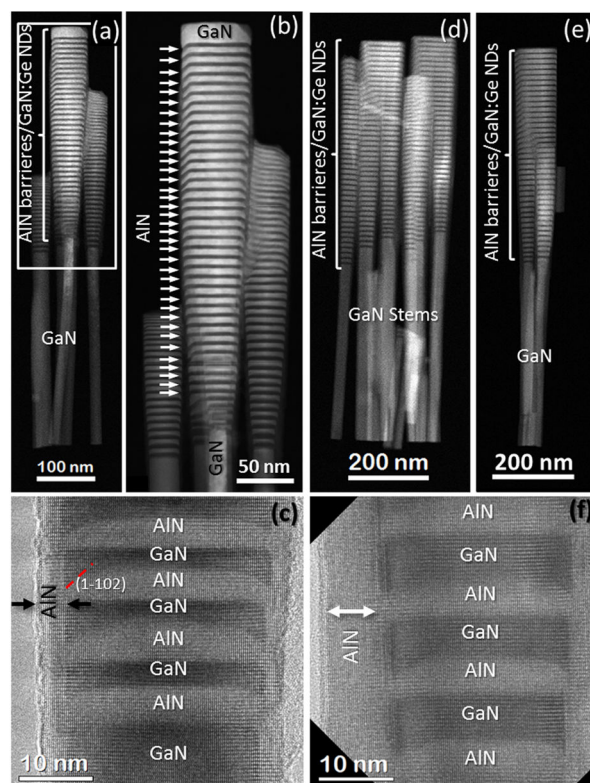 (a)
AlN barrieres/GaN:Ge NDs
GaN
100 nm
(b)
GaN
AlN
GaN
50 nm
(d)
AlN barrieres/GaN:Ge NDs
GaN Stems
200 nm
(e)
AlN barrieres/GaN:Ge NDs
GaN
200 nm
(c)
AlN
GaN
AlN
(1-102)
GaN
AlN
AlN
GaN
AlN
GaN
10 nm
(f)
AlN
GaN
AlN
GaN
AlN
AlN
GaN
AlN
10 nm